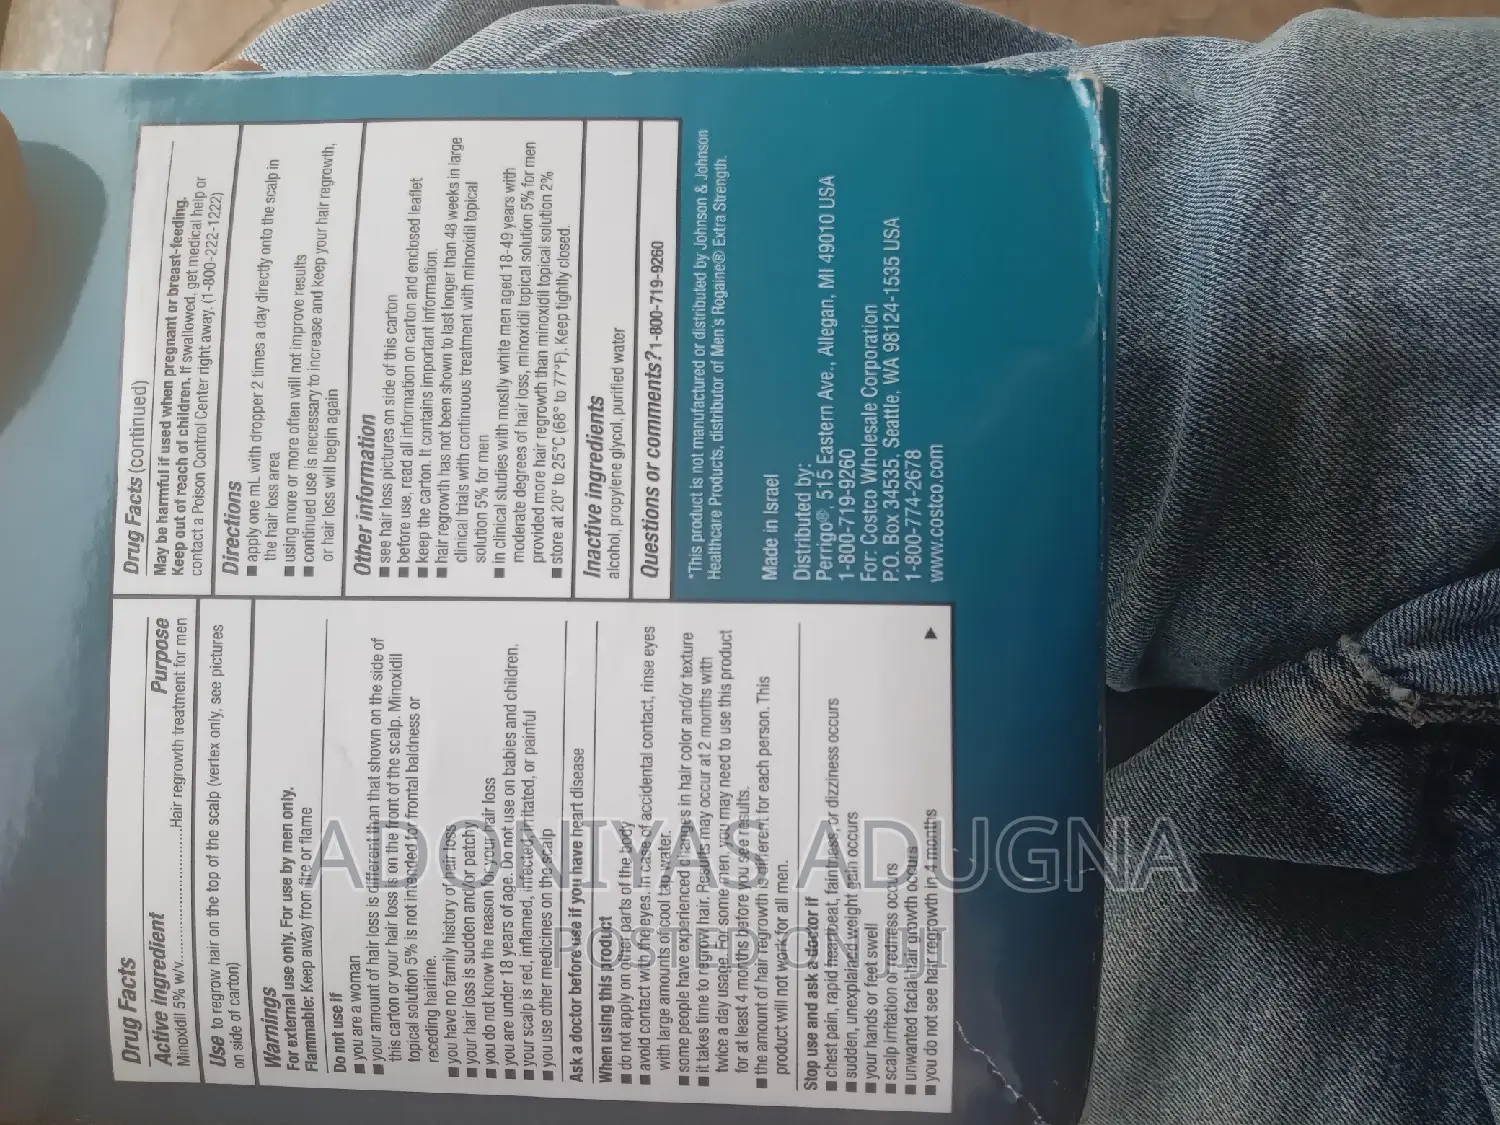 Drug Facts
Active ingredient Purpose
Minoxidil 5% w/v.......................................Hair regrowth treatment for men
Use to regrow hair on the top of the scalp (vertex only, see pictures
on side of carton)
Warnings
For external use only. For use by men only.
Flammable: Keep away from fire or flame
Do not use if
■ you are a woman
■ your amount of hair loss is different than that shown on the side of
this carton or your hair loss is on the front of the scalp. Minoxidil
topical solution 5% is not intended for frontal baldness or
receding hairline.
■ you have no family history of hair loss
■ your hair loss is sudden and/or patchy
■ you do not know the reason for your hair loss
■ you are under 18 years of age. Do not use on babies and children.
■ your scalp is red, inflamed, infected, irritated, or painful
■ you use other medicines on the scalp
Ask a doctor before use if you have heart disease
When using this product
■ do not apply on other parts of the body
■ avoid contact with the eyes. In case of accidental contact, rinse eyes
with large amounts of cool tap water.
■ some people have experienced changes in hair color and/or texture
■ it takes time to regrow hair. Results may occur at 2 months with
twice a day usage. For some men, you may need to use this product
for at least 4 months before you see results.
■ the amount of hair regrowth is different for each person. This
product will not work for all men.
Stop use and ask a doctor if
■ chest pain, rapid heartbeat, faintness, or dizziness occurs
■ sudden, unexplained weight gain occurs
■ your hands or feet swell
■ scalp irritation or redness occurs
■ unwanted facial hair growth occurs
■ you do not see hair regrowth in 4 months
Drug Facts (continued)
May be harmful if used when pregnant or breast-feeding.
Keep out of reach of children. If swallowed, get medical help or
contact a Poison Control Center right away. (1-800-222-1222)
Directions
■ apply one mL with dropper 2 times a day directly onto the scalp in
the hair loss area
■ using more or more often will not improve results
■ continued use is necessary to increase and keep your hair regrowth,
or hair loss will begin again
Other information
■ see hair loss pictures on side of this carton
■ before use, read all information on carton and enclosed leaflet
■ keep the carton. It contains important information.
■ hair regrowth has not been shown to last longer than 48 weeks in large
clinical trials with continuous treatment with minoxidil topical
solution 5% for men
■ in clinical studies with mostly white men aged 18-49 years with
moderate degrees of hair loss, minoxidil topical solution 5% for men
provided more hair regrowth than minoxidil topical solution 2%
■ store at 20° to 25°C (68° to 77°F). Keep tightly closed.
Inactive ingredients
alcohol, propylene glycol, purified water
Questions or comments? 1-800-719-9260
*This product is not manufactured or distributed by Johnson & Johnson
Healthcare Products, distributor of Men's Rogaine® Extra Strength.
Made in Israel
Distributed by:
Perrigo®, 515 Eastern Ave., Allegan, MI 49010 USA
1-800-719-9260
For: Costco Wholesale Corporation
P.O. Box 34535, Seattle, WA 98124-1535 USA
1-800-774-2678
www.costco.com
ADONIYAS ADUGNA
POSTED ON JIJI